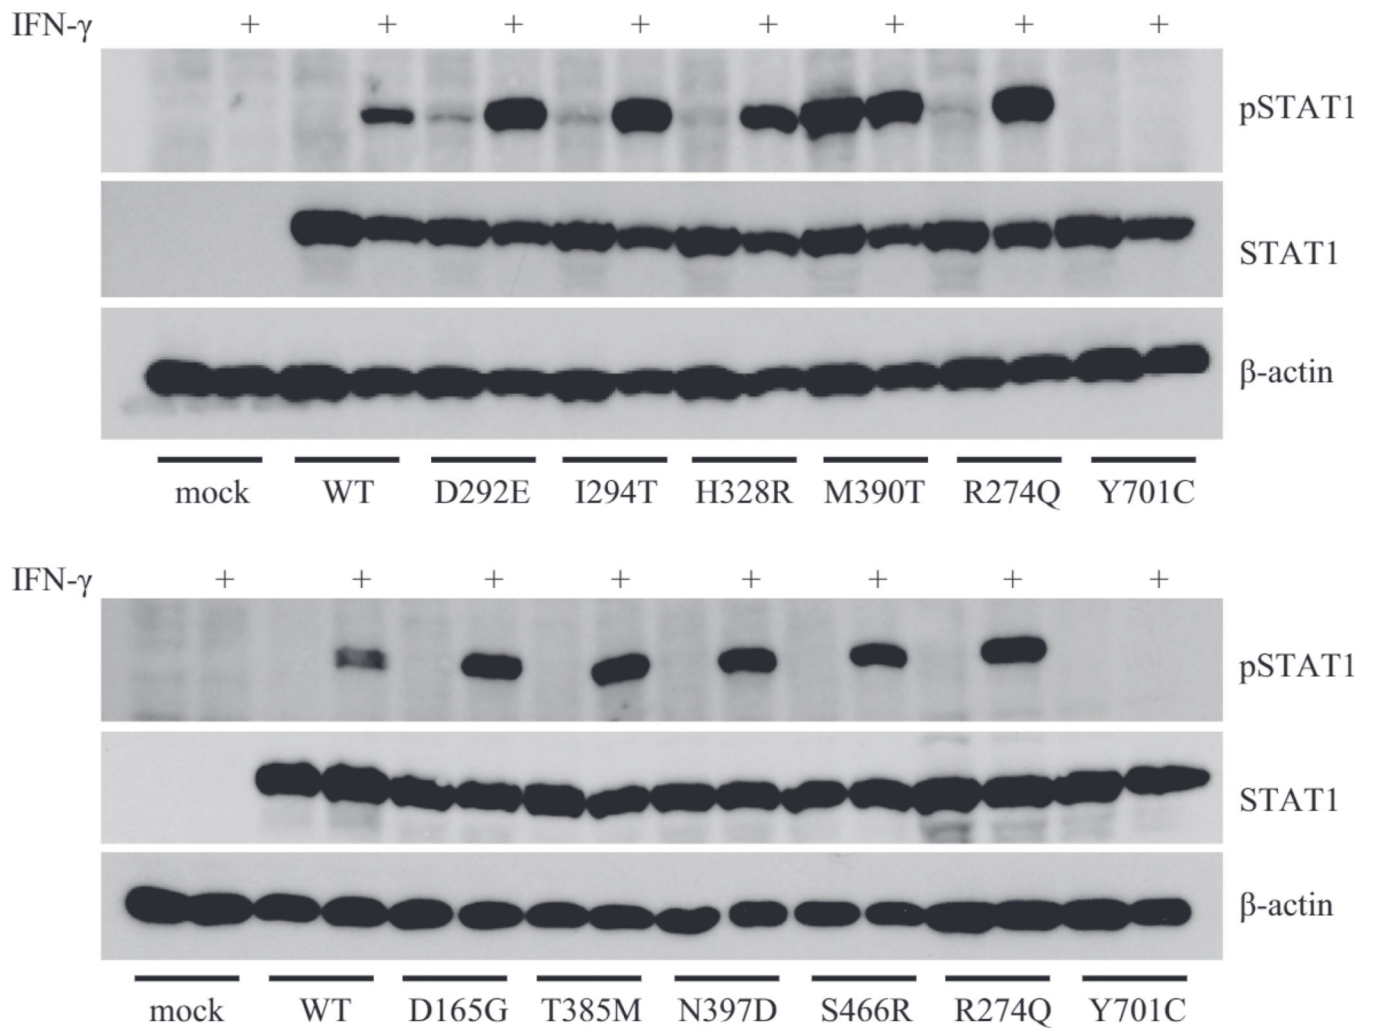 IFN-γ + + + + + + + +
pSTAT1
STAT1
β-actin
mock WT D292E I294T H328R M390T R274Q Y701C
IFN-γ + + + + + + + +
pSTAT1
STAT1
β-actin
mock WT D165G T385M N397D S466R R274Q Y701C